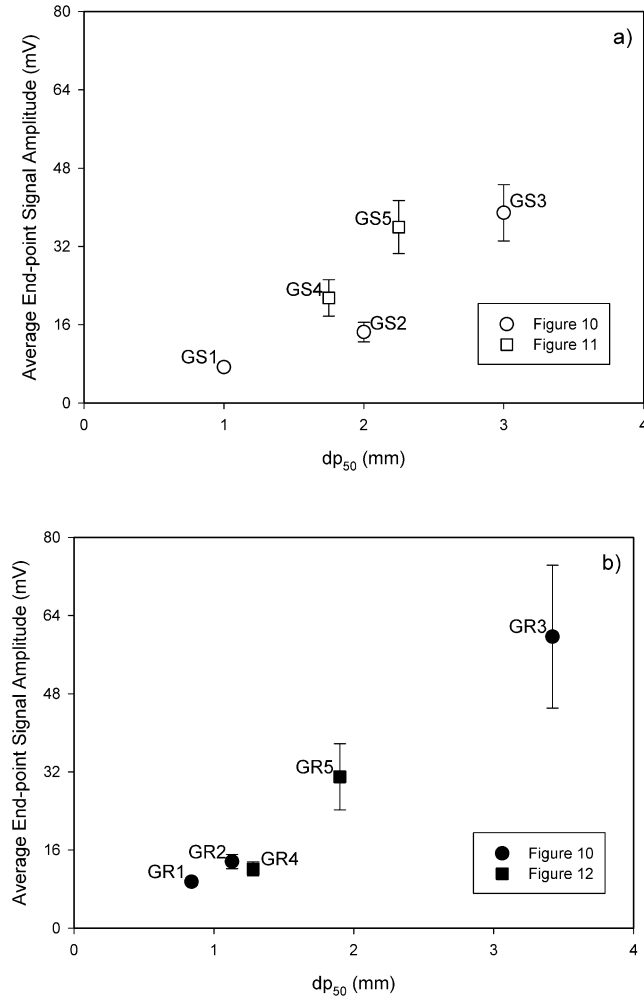 80
a)
64
48
GS3
GS5
32
GS4
GS2
16
GS1
0
Figure 10
Figure 11
0 1 2 3 4
dp50 (mm)
Average End-point Signal Amplitude (mV)
80
b)
64
GR3
48
32
GR5
16
GR2
GR4
GR1
0
Figure 10
Figure 12
0 1 2 3 4
dp50 (mm)
Average End-point Signal Amplitude (mV)